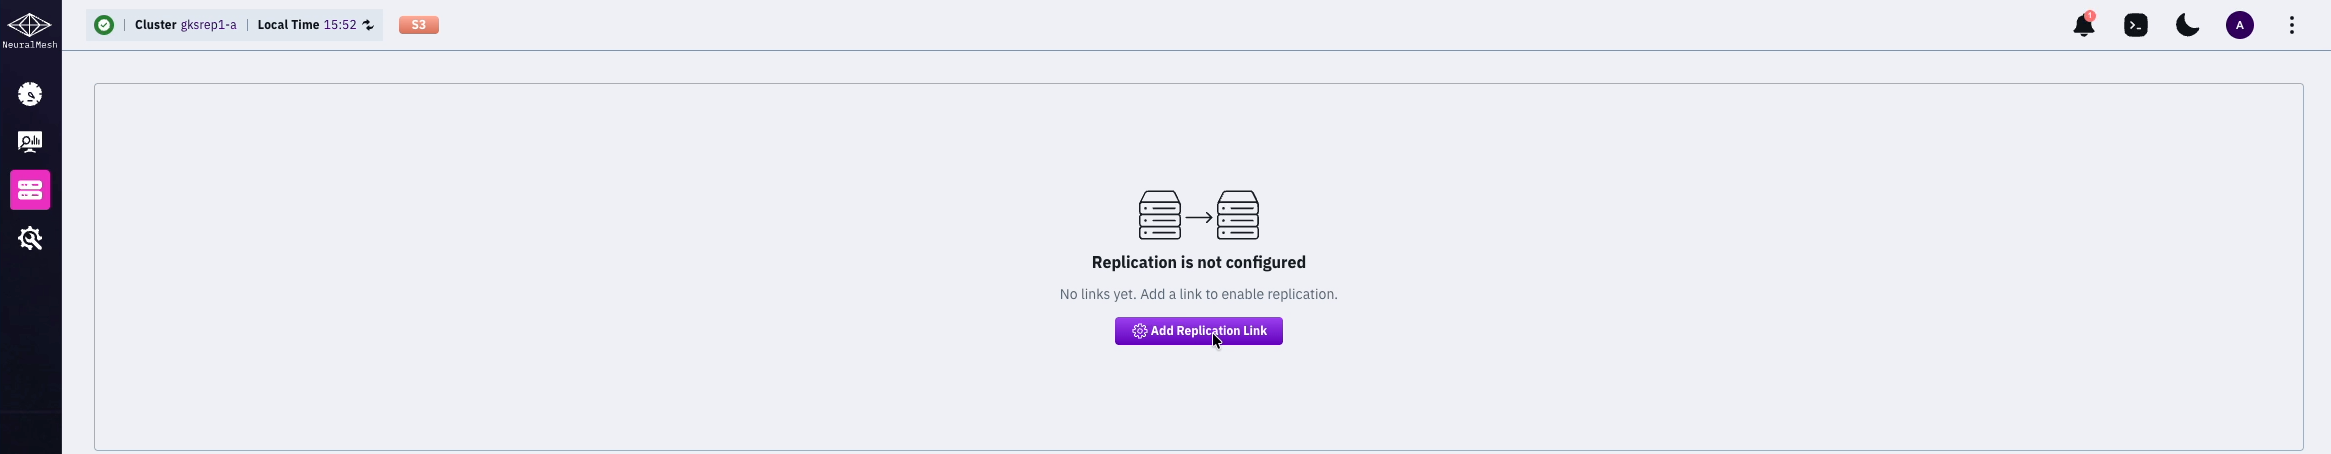 NeuralMesh
Cluster gksrep1-a Local Time 15:52 S3
1
A
Replication is not configured
No links yet. Add a link to enable replication.
Add Replication Link